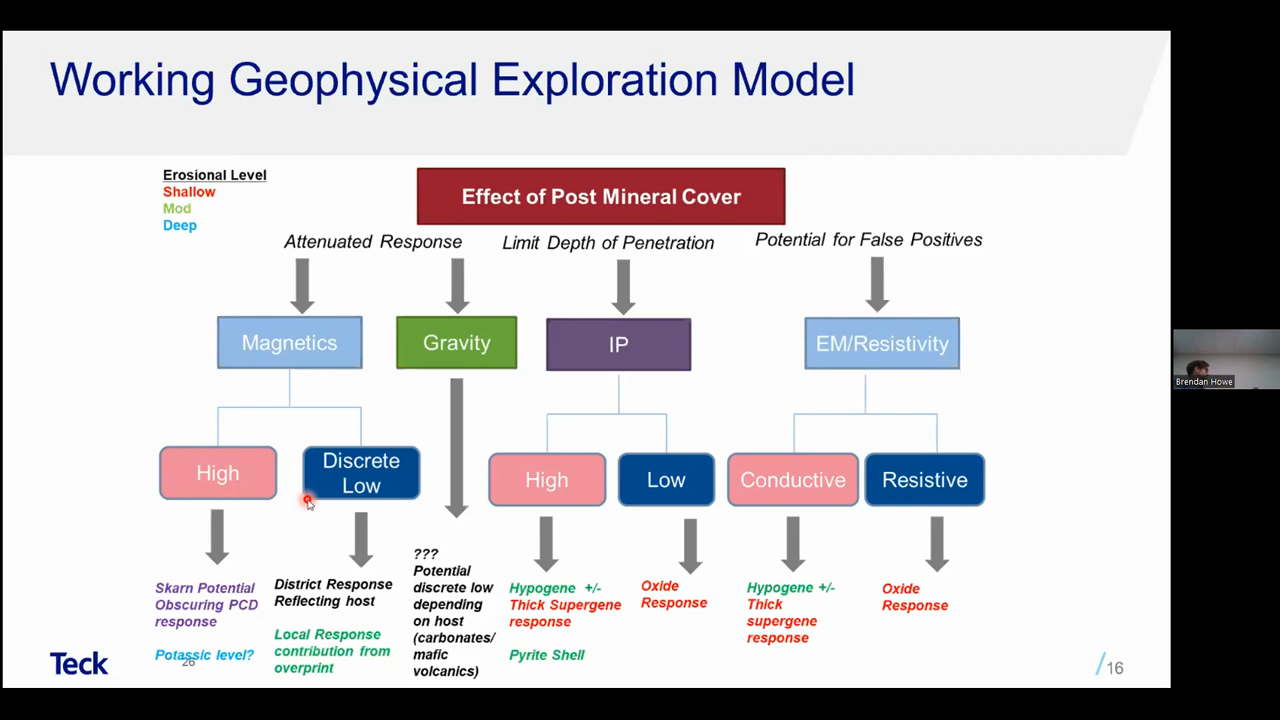 Working Geophysical Exploration Model
Erosional Level
Shallow
Mod
Deep
Effect of Post Mineral Cover
Attenuated Response
Limit Depth of Penetration
Potential for False Positives
Magnetics
Gravity
IP
EM/Resistivity
High
Discrete
Low
High
Low
Conductive
Resistive
Skarn Potential
Obscuring PCD
response
Potassic level?
District Response
Reflecting host
Local Response
contribution from
overprint
???
Potential
discrete low
depending
on host
(carbonates/
mafic
volcanics)
Hypogene +/-
Thick Supergene
response
Pyrite Shell
Oxide
Response
Hypogene +/-
Thick
supergene
response
Oxide
Response
Teck
26
16
Brendan Howe